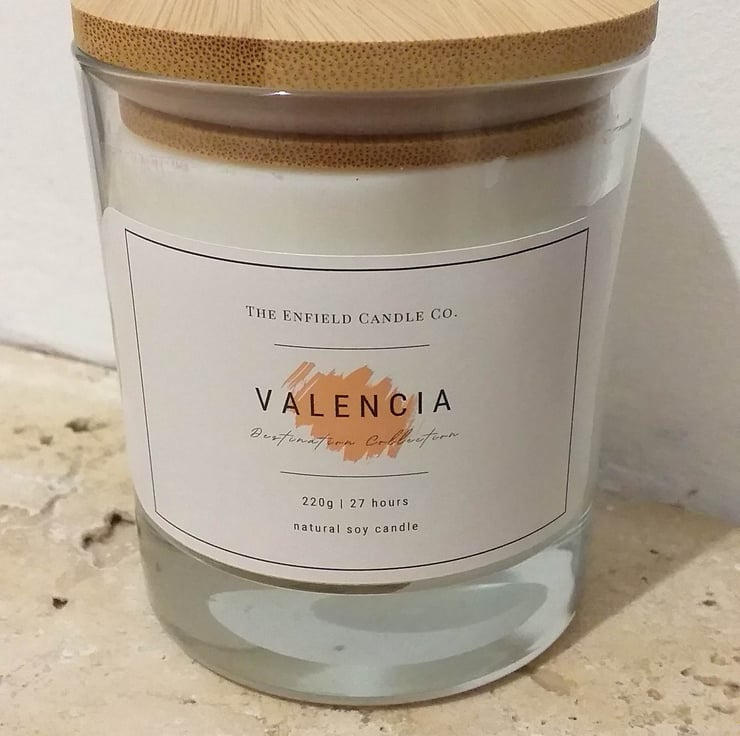 The Enfield Candle Co.
VALENCIA
Destination Collection
220g | 27 hours
natural soy candle